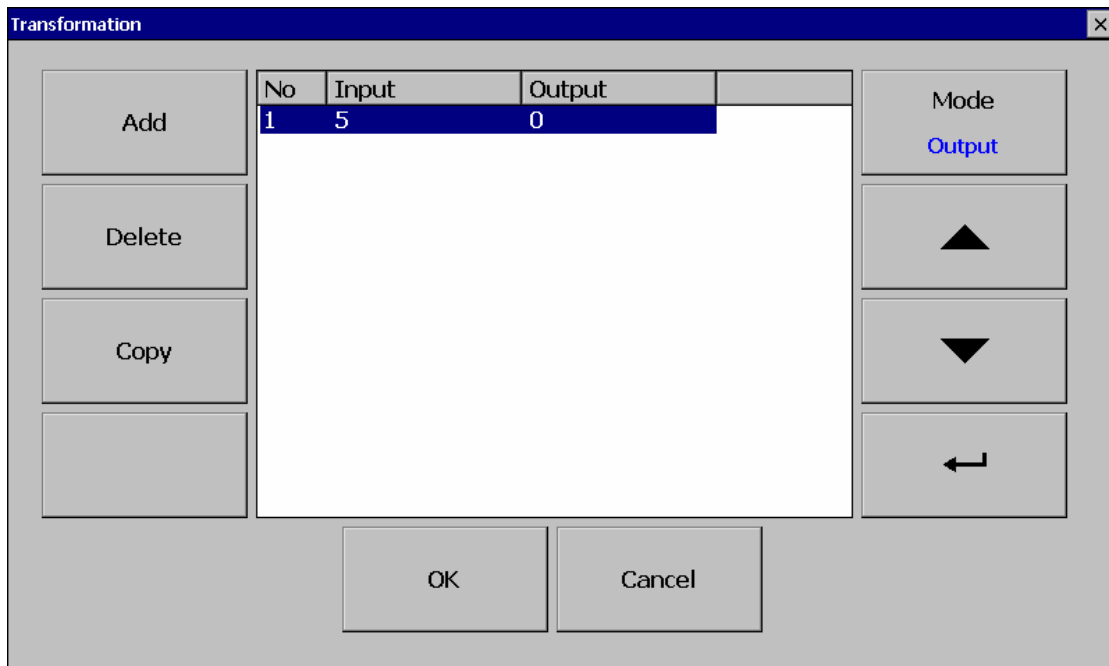 Transformation
Add
Delete
Copy
No Input Output
1 5 0
Mode
Output
OK Cancel